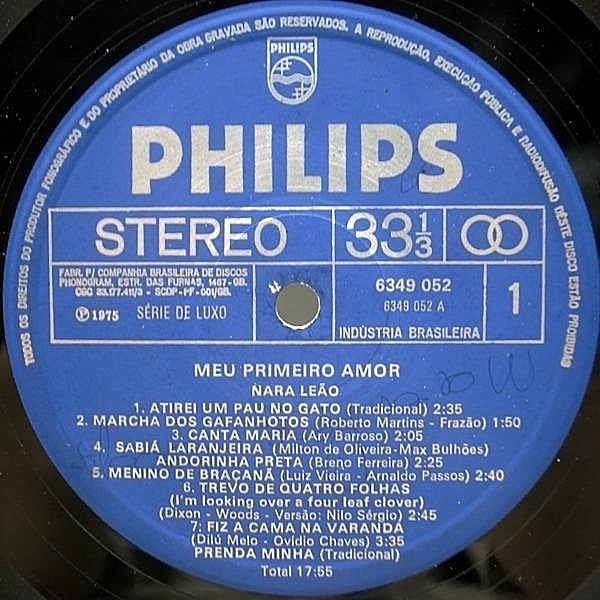 TODOS OS DIREITOS DO PRODUTOR FONOGRÁFICO E DO PROPRIETÁRIO DA OBRA GRAVADA SÃO RESERVADOS. A REPRODUÇÃO, EXECUÇÃO PÚBLICA E RADIODIFUSÃO DÊSTE DISCO ESTÃO PROIBIDAS
PHILIPS
PHILIPS
STEREO 33 1/3
FABR. P/ COMPANHIA BRASILEIRA DE DISCOS
PHONOGRAM, ESTR. DAS FURNAS, 1467-GB.
CGC 33.177.411/3 - SCDP-PF-001/GB.
Ⓟ 1975 SÉRIE DE LUXO
6349 052
6349 052 A
INDÚSTRIA BRASILEIRA
1
MEU PRIMEIRO AMOR
NARA LEÃO
1. ATIREI UM PAU NO GATO (Tradicional) 2:35
2. MARCHA DOS GAFANHOTOS (Roberto Martins - Frazão) 1:50
3. CANTA MARIA (Ary Barroso) 2:05
4. SABIÁ LARANJEIRA (Milton de Oliveira-Max Bulhões)
ANDORINHA PRETA (Breno Ferreira) 2:25
5. MENINO DE BRAÇANÃ (Luiz Vieira - Arnaldo Passos) 2:40
6. TREVO DE QUATRO FOLHAS
(I'm looking over a four leaf clover)
(Dixon - Woods - Versão: Nilo Sérgio) 2:45
7: FIZ A CAMA NA VARANDA
(Dilú Melo - Ovidio Chaves) 3:35
PRENDA MINHA (Tradicional)
Total 17:55